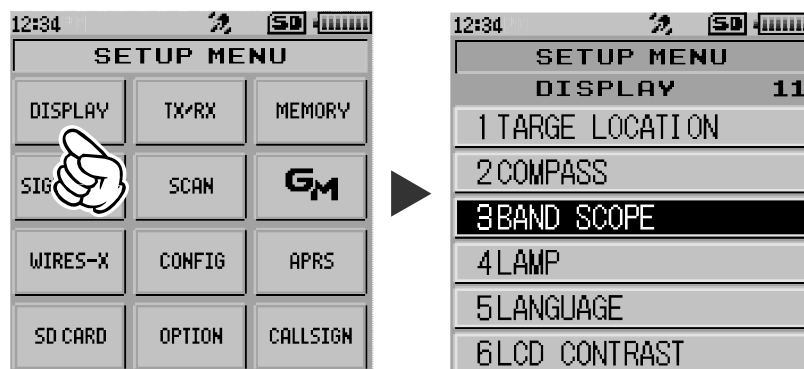 12:34 SD
SETUP MENU
DISPLAY TX/RX MEMORY
SIG SCAN GM
WIRES-X CONFIG APRS
SD CARD OPTION CALLSIGN
12:34 SD
SETUP MENU
DISPLAY 11
1 TARGE LOCATION
2 COMPASS
3 BAND SCOPE
4 LAMP
5 LANGUAGE
6 LCD CONTRAST